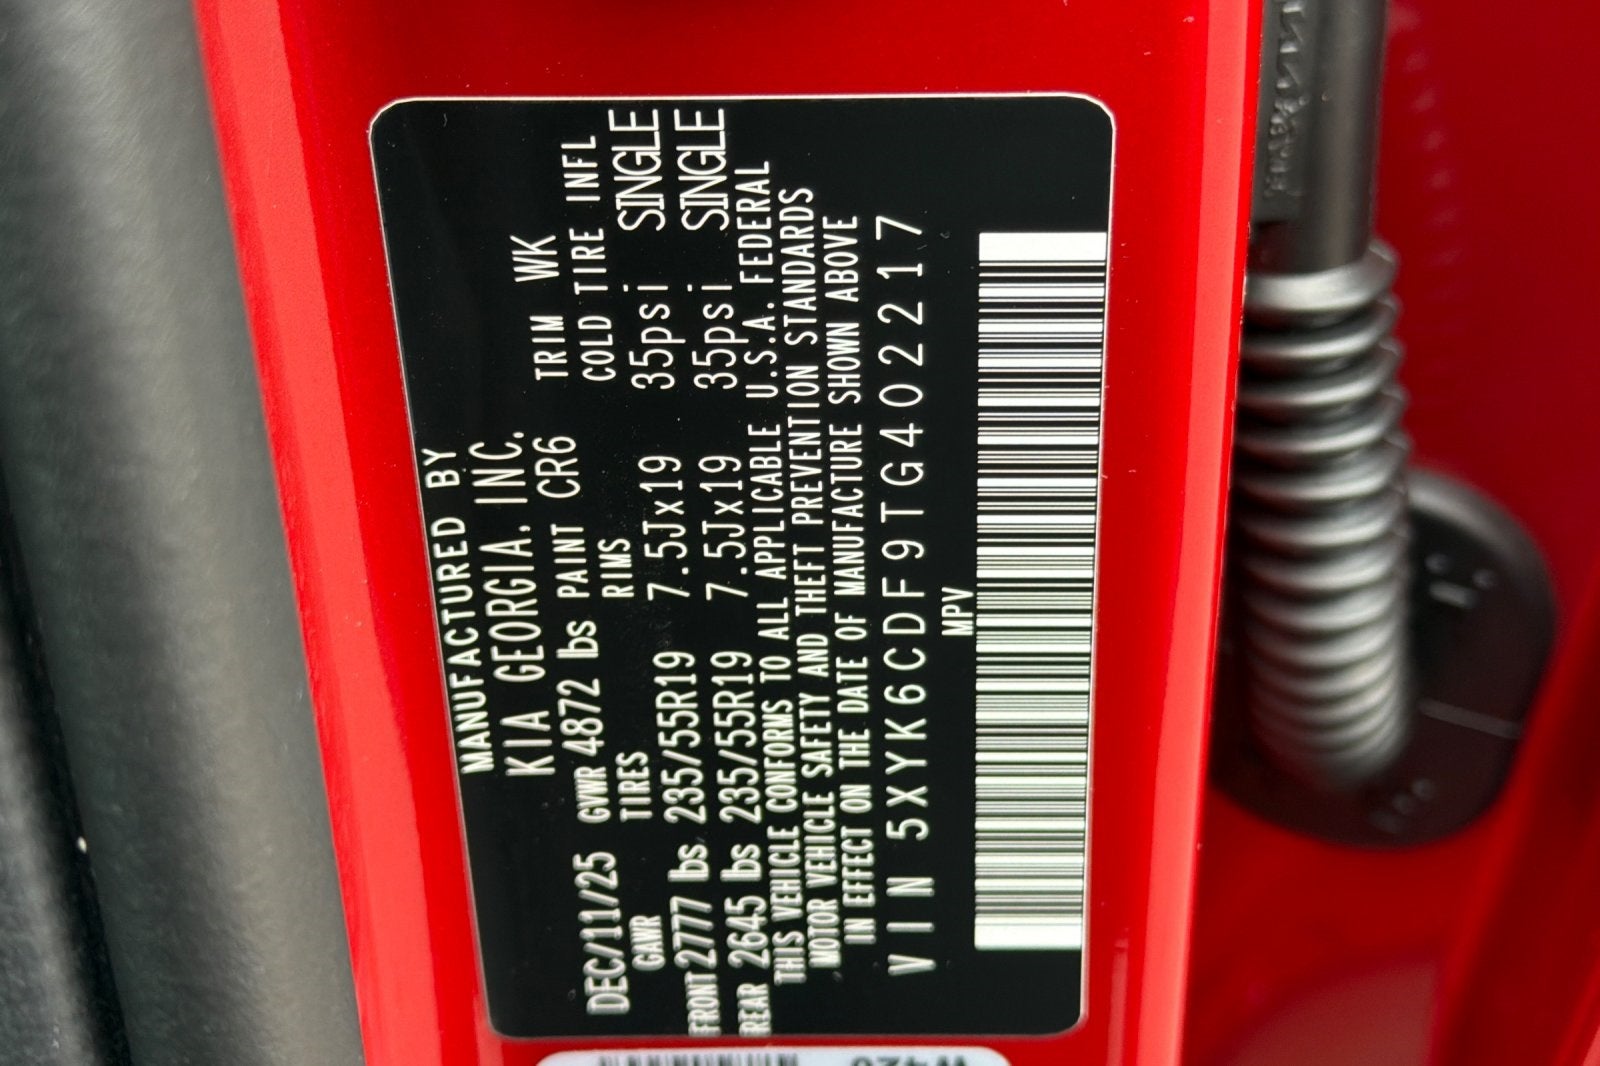 MANUFACTURED BY
KIA GEORGIA, INC.
DEC/11/25 GVWR 4872 lbs PAINT CR6 TRIM WK
GAWR TIRES RIMS COLD TIRE INFL
FRONT 2777 lbs 235/55R19 7.5Jx19 35psi SINGLE
REAR 2645 lbs 235/55R19 7.5Jx19 35psi SINGLE
THIS VEHICLE CONFORMS TO ALL APPLICABLE U.S.A. FEDERAL
MOTOR VEHICLE SAFETY AND THEFT PREVENTION STANDARDS
IN EFFECT ON THE DATE OF MANUFACTURE SHOWN ABOVE
VIN 5XYK6CDF9TG402217
MPV